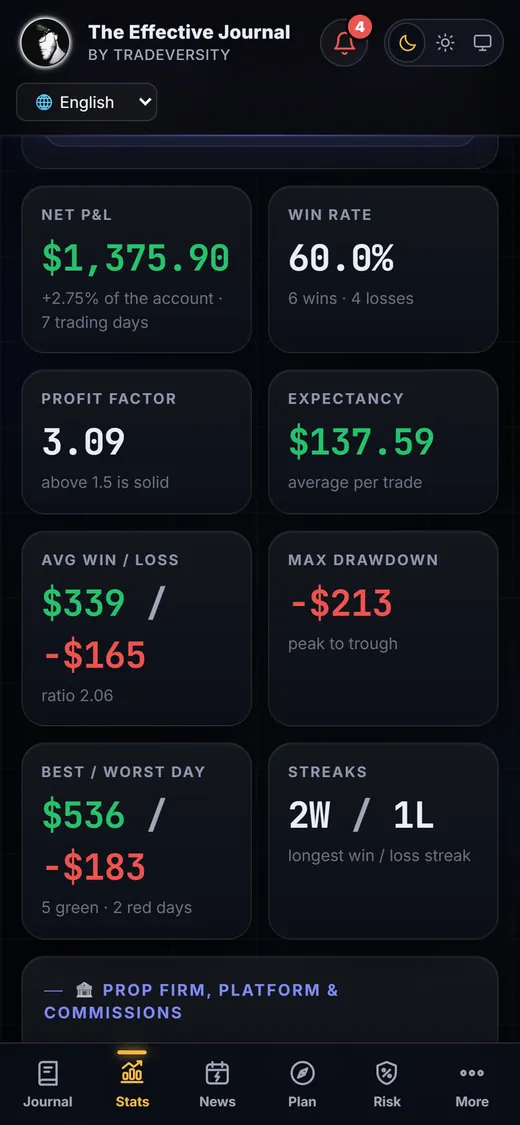 The Effective Journal
BY TRADEVERSITY
4
English
NET P&L
$1,375.90
+2.75% of the account ·
7 trading days
WIN RATE
60.0%
6 wins · 4 losses
PROFIT FACTOR
3.09
above 1.5 is solid
EXPECTANCY
$137.59
average per trade
AVG WIN / LOSS
$339 /
-$165
ratio 2.06
MAX DRAWDOWN
-$213
peak to trough
BEST / WORST DAY
$536 /
-$183
5 green · 2 red days
STREAKS
2W / 1L
longest win / loss streak
— 🏦 PROP FIRM, PLATFORM &
COMMISSIONS
Journal
Stats
News
Plan
Risk
More